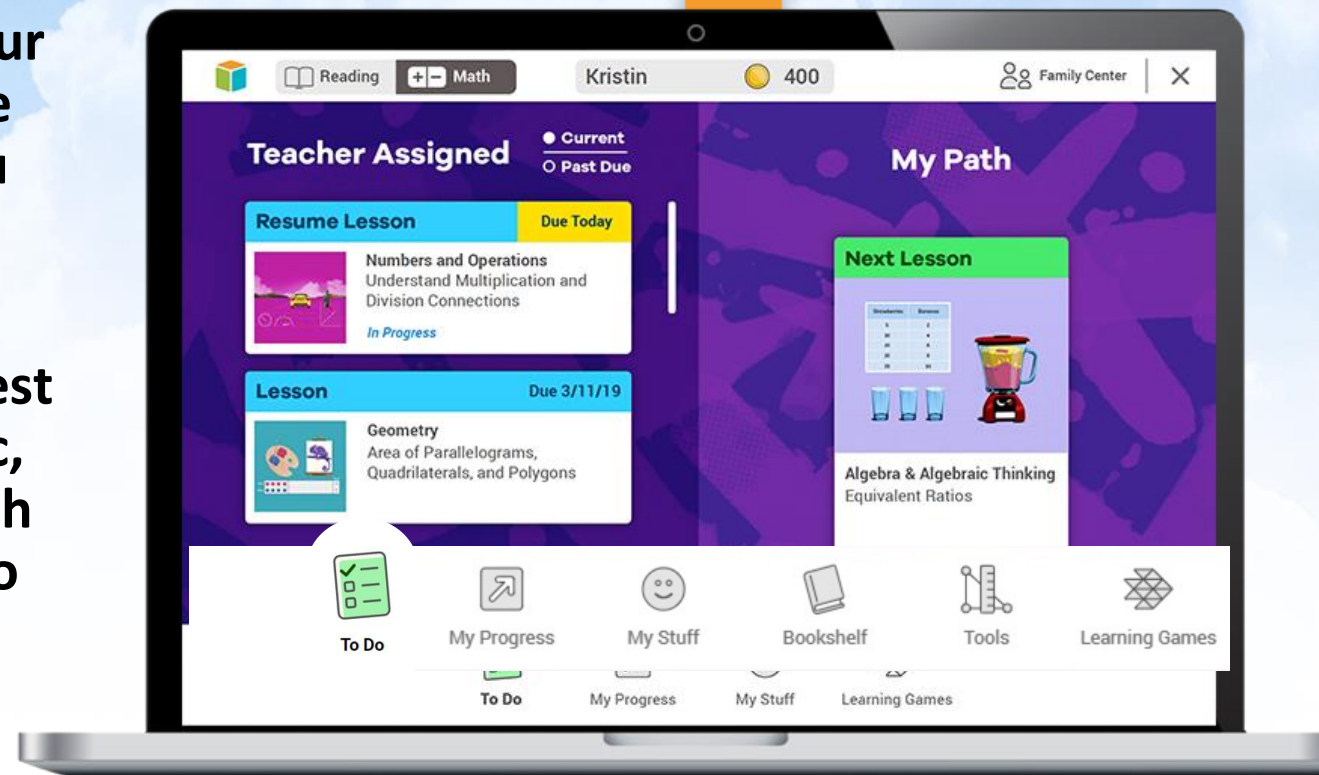 Reading
Math
Kristin
400
Family Center
Teacher Assigned
Current
Past Due
Resume Lesson
Due Today
Numbers and Operations
Understand Multiplication and
Division Connections
In Progress
Lesson
Due 3/11/19
Geometry
Area of Parallelograms,
Quadrilaterals, and Polygons
My Path
Next Lesson
Strawberries Bananas
Algebra & Algebraic Thinking
Equivalent Ratios
To Do
My Progress
My Stuff
Bookshelf
Tools
Learning Games
To Do
My Progress
My Stuff
Learning Games